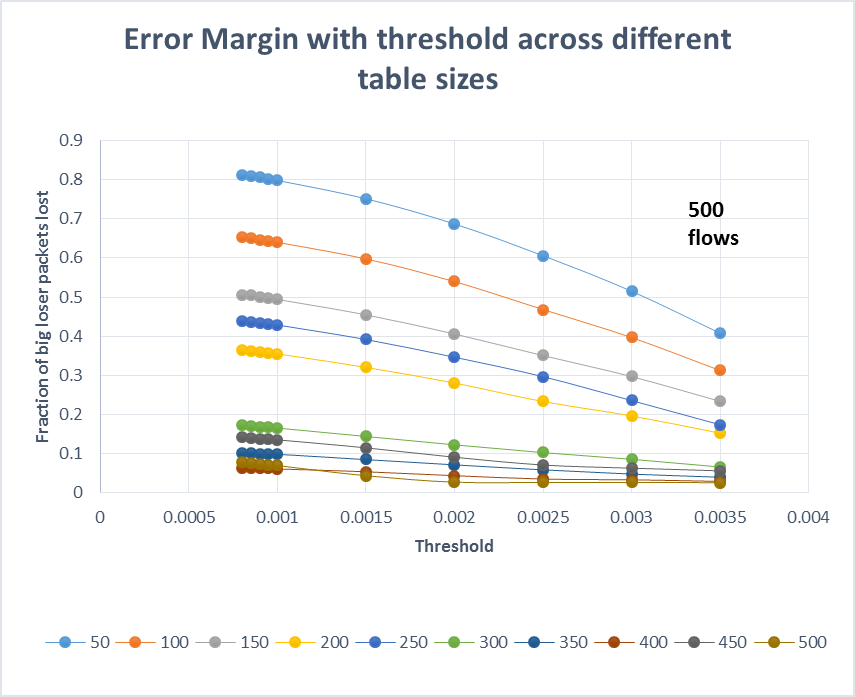 Error Margin with threshold across different
table sizes
Fraction of big loser packets lost
0.9
0.8
0.7
0.6
0.5
0.4
0.3
0.2
0.1
0
500
flows
0 0.0005 0.001 0.0015 0.002 0.0025 0.003 0.0035 0.004
Threshold
50 100 150 200 250 300 350 400 450 500